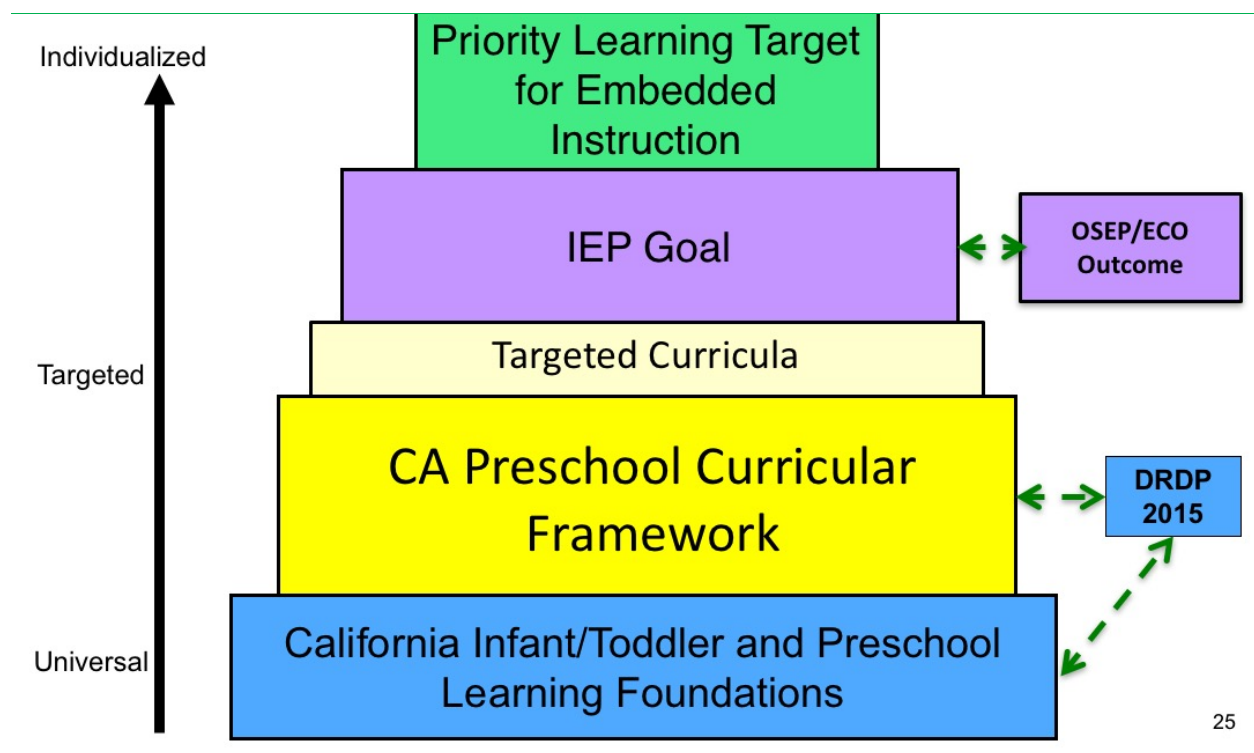 Individualized
Priority Learning Target
for Embedded
Instruction
IEP Goal
OSEP/ECO
Outcome
Targeted Curricula
Targeted
CA Preschool Curricular
Framework
DRDP
2015
California Infant/Toddler and Preschool
Learning Foundations
Universal
25